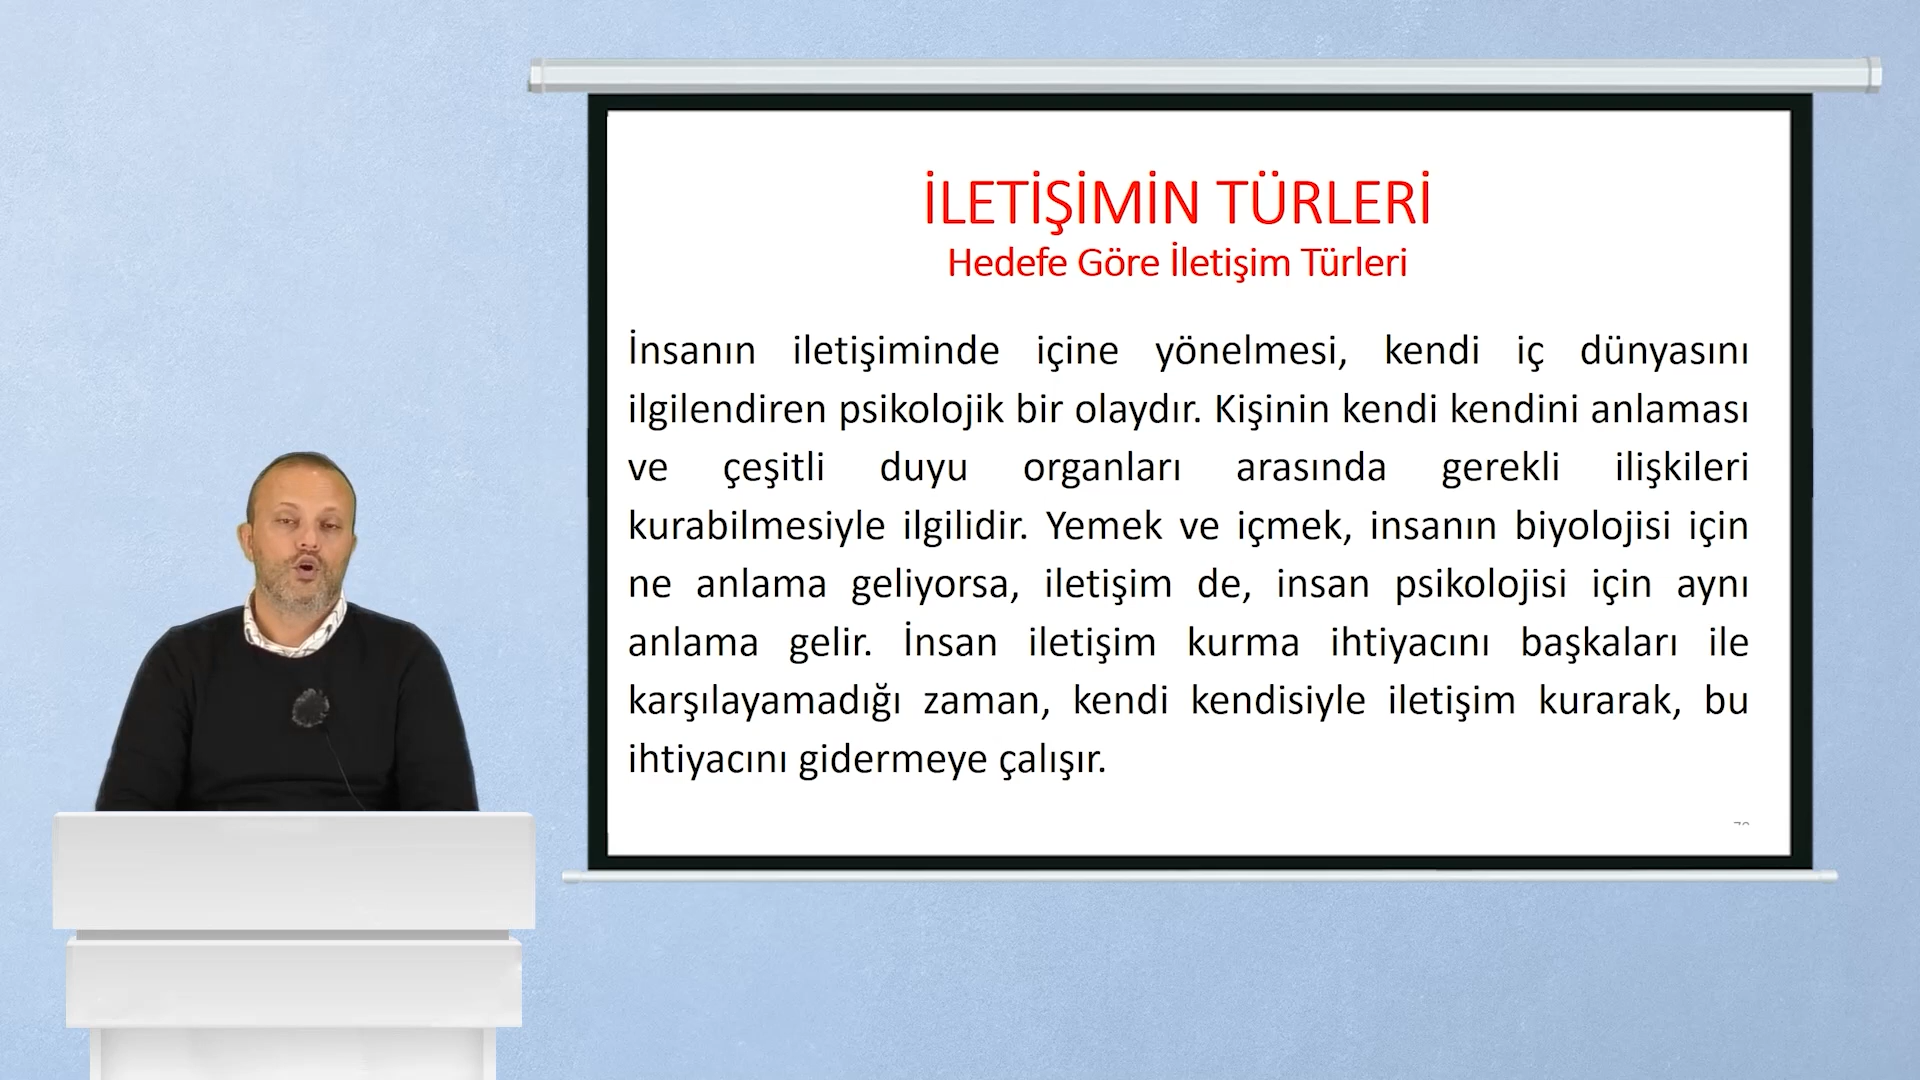 İLETİŞİMİN TÜRLERİ
Hedefe Göre İletişim Türleri
İnsanın iletişiminde içine yönelmesi, kendi iç dünyasını
ilgilendiren psikolojik bir olaydır. Kişinin kendi kendini anlaması
ve çeşitli duyu organları arasında gerekli ilişkileri
kurabilmesiyle ilgilidir. Yemek ve içmek, insanın biyolojisi için
ne anlama geliyorsa, iletişim de, insan psikolojisi için aynı
anlama gelir. İnsan iletişim kurma ihtiyacını başkaları ile
karşılayamadığı zaman, kendi kendisiyle iletişim kurarak, bu
ihtiyacını gidermeye çalışır.